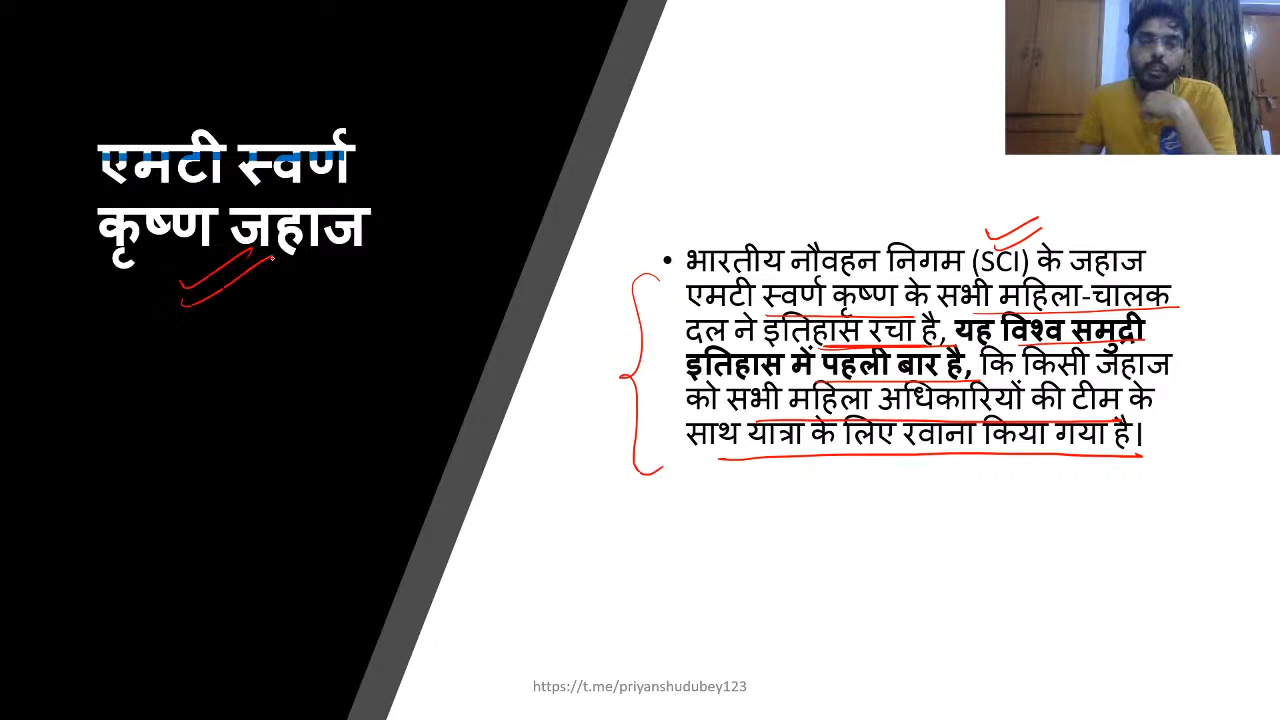 एमटी स्वर्ण
कृष्ण जहाज
• भारतीय नौवहन निगम (SCI) के जहाज
एमटी स्वर्ण कृष्ण के सभी महिला-चालक
दल ने इतिहास रचा है, यह विश्व समुद्री
इतिहास में पहली बार है, कि किसी जहाज
को सभी महिला अधिकारियों की टीम के
साथ यात्रा के लिए रवाना किया गया है।
https://t.me/priyanshudubey123